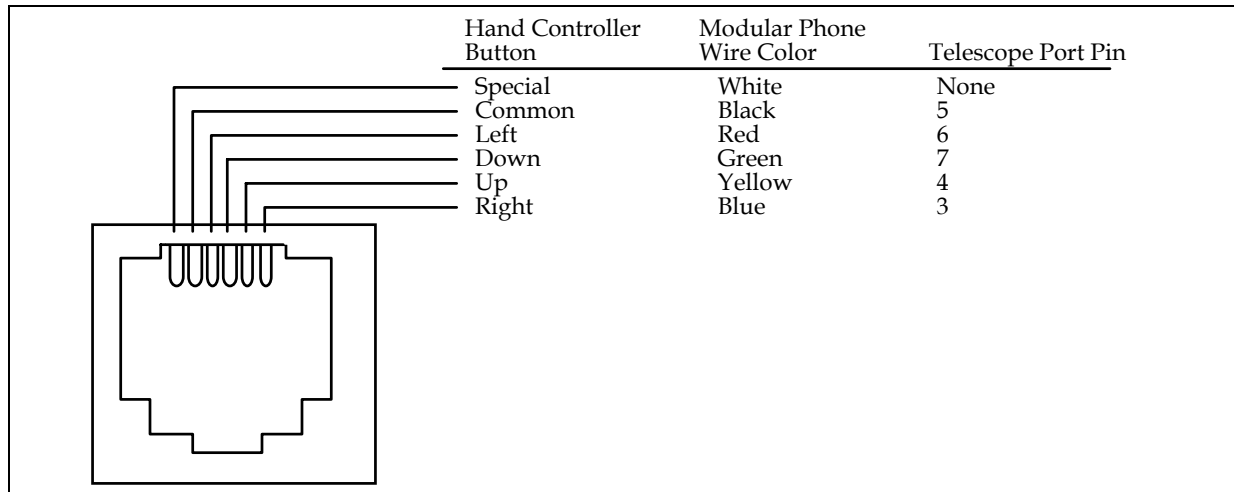 Hand Controller Button Modular Phone Wire Color Telescope Port Pin
Special White None
Common Black 5
Left Red 6
Down Green 7
Up Yellow 4
Right Blue 3